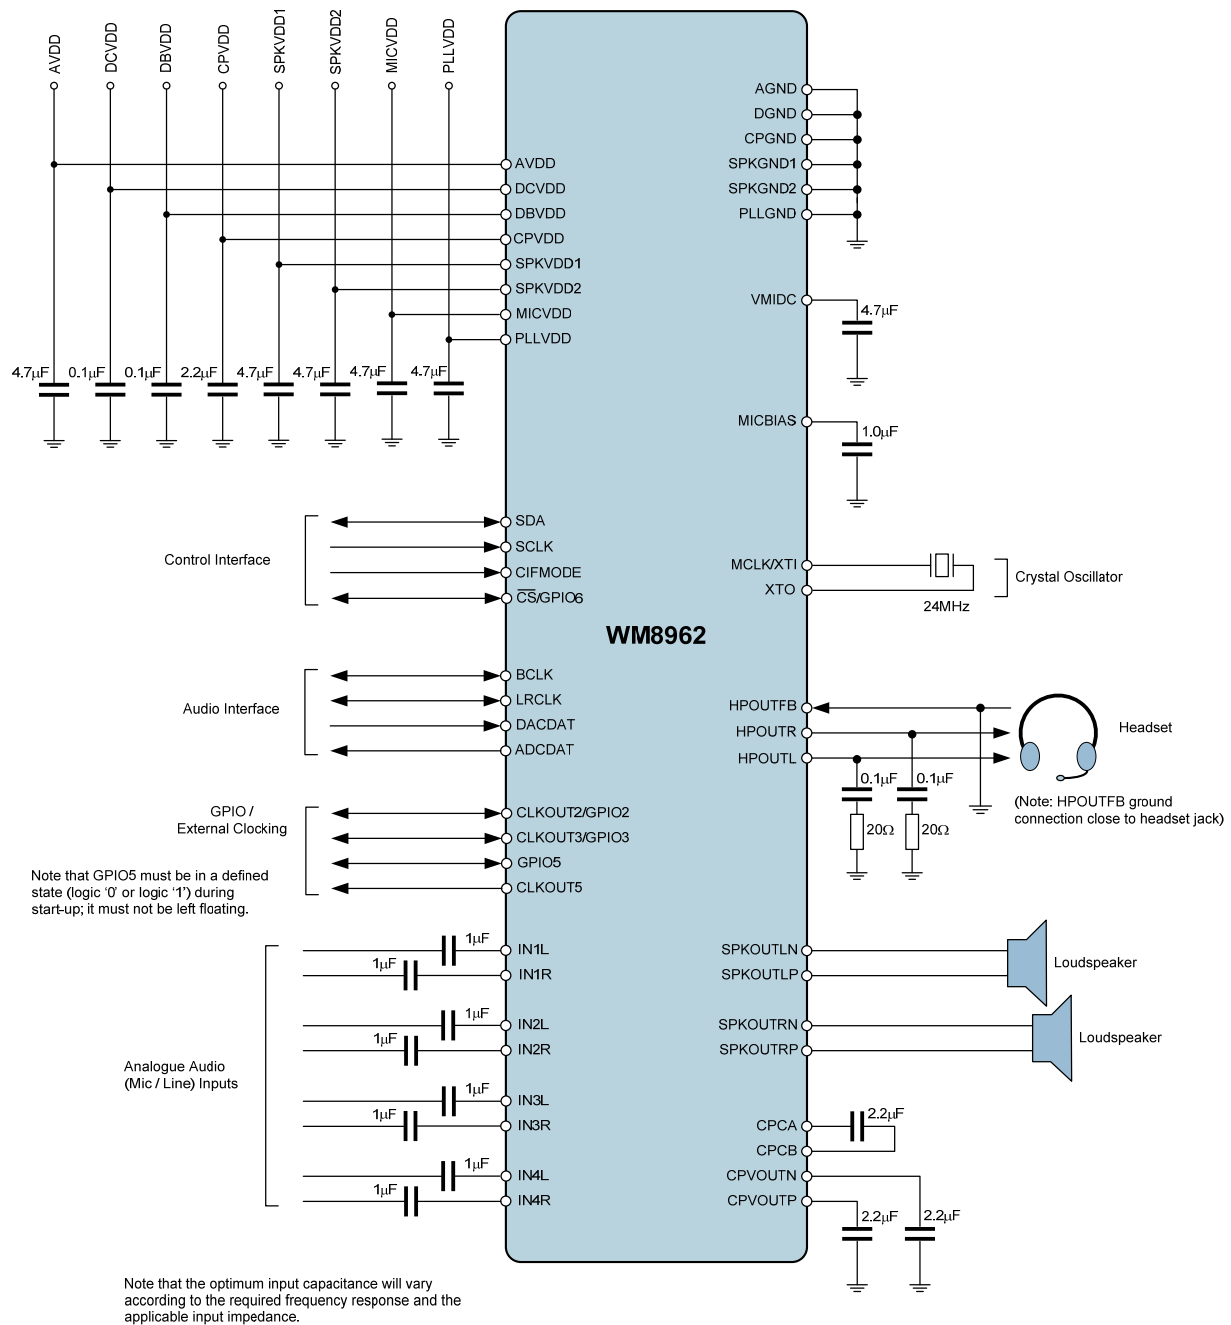 AVDD
DCVDD
DBVDD
CPVDD
SPKVDD1
SPKVDD2
MICVDD
PLLVDD
AVDD
DCVDD
DBVDD
CPVDD
SPKVDD1
SPKVDD2
MICVDD
PLLVDD
4.7µF
0.1µF
0.1µF
2.2µF
4.7µF
4.7µF
4.7µF
4.7µF
AGND
DGND
CPGND
SPKGND1
SPKGND2
PLLGND
VMIDC
4.7µF
MICBIAS
1.0µF
Control Interface
SDA
SCLK
CIFMODE
C̅S̅/GPIO6
MCLK/XTI
XTO
24MHz
Crystal Oscillator
WM8962
Audio Interface
BCLK
LRCLK
DACDAT
ADCDAT
HPOUTFB
HPOUTR
HPOUTL
0.1µF
0.1µF
20Ω
20Ω
Headset
(Note: HPOUTFB ground
connection close to headset jack)
GPIO /
External Clocking
CLKOUT2/GPIO2
CLKOUT3/GPIO3
GPIO5
CLKOUT5
Note that GPIO5 must be in a defined
state (logic ‘0’ or logic ‘1’) during
start-up; it must not be left floating.
Analogue Audio
(Mic / Line) Inputs
1µF
IN1L
1µF
IN1R
1µF
IN2L
1µF
IN2R
1µF
IN3L
1µF
IN3R
1µF
IN4L
1µF
IN4R
SPKOUTLN
SPKOUTLP
Loudspeaker
SPKOUTRN
SPKOUTRP
Loudspeaker
CPCA
2.2µF
CPCB
CPVOUTN
CPVOUTP
2.2µF
2.2µF
Note that the optimum input capacitance will vary
according to the required frequency response and the
applicable input impedance.